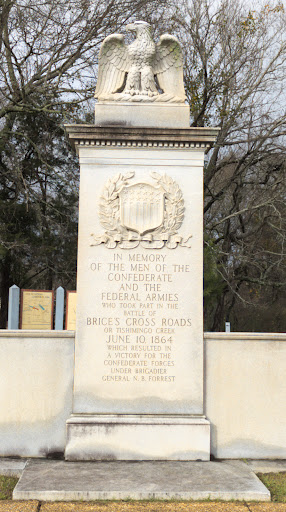 IN MEMORY
OF THE MEN OF THE
CONFEDERATE
AND THE
FEDERAL ARMIES
WHO TOOK PART IN THE
BATTLE OF
BRICE'S CROSS ROADS
OR TISHOMINGO CREEK
JUNE 10, 1864
WHICH RESULTED IN
A VICTORY FOR THE
CONFEDERATE FORCES
UNDER BRIGADIER
GENERAL N. B. FORREST